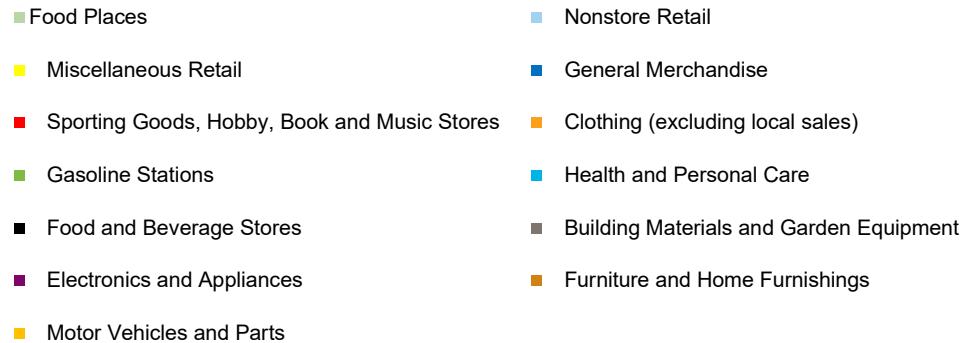 Food Places
Nonstore Retail
Miscellaneous Retail
General Merchandise
Sporting Goods, Hobby, Book and Music Stores
Clothing (excluding local sales)
Gasoline Stations
Health and Personal Care
Food and Beverage Stores
Building Materials and Garden Equipment
Electronics and Appliances
Furniture and Home Furnishings
Motor Vehicles and Parts